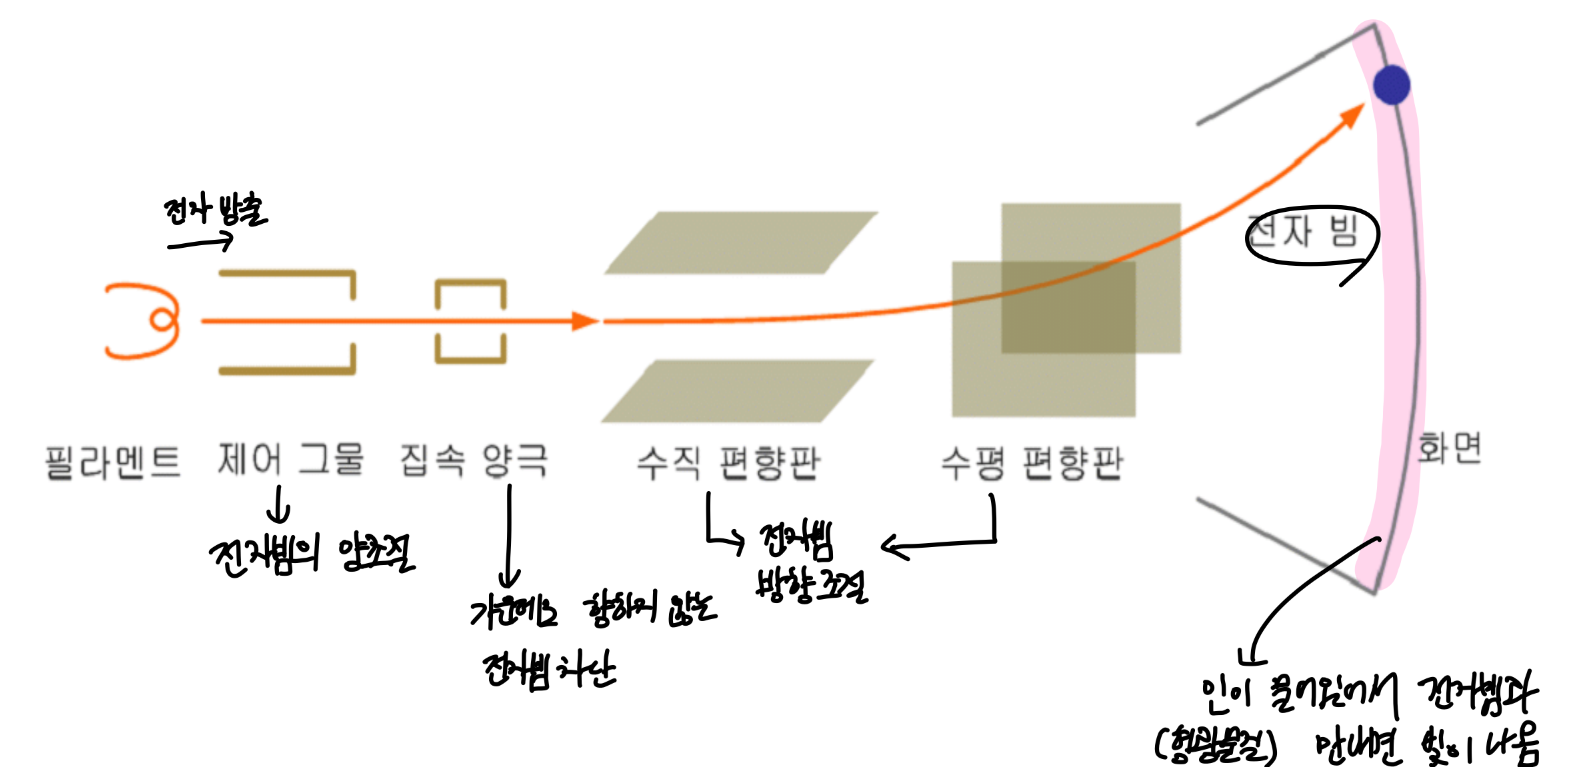 전자 방출
전자 빔
필라멘트 제어 그물 집속 양극 수직 편향판 수평 편향판 화면
전자빔의 양조절
전자빔
방향조절
가운데로 향하지 않는
전자빔 차단
인이 묻어있어서 전자빔과
(형광물질) 만나면 빛이 나옴